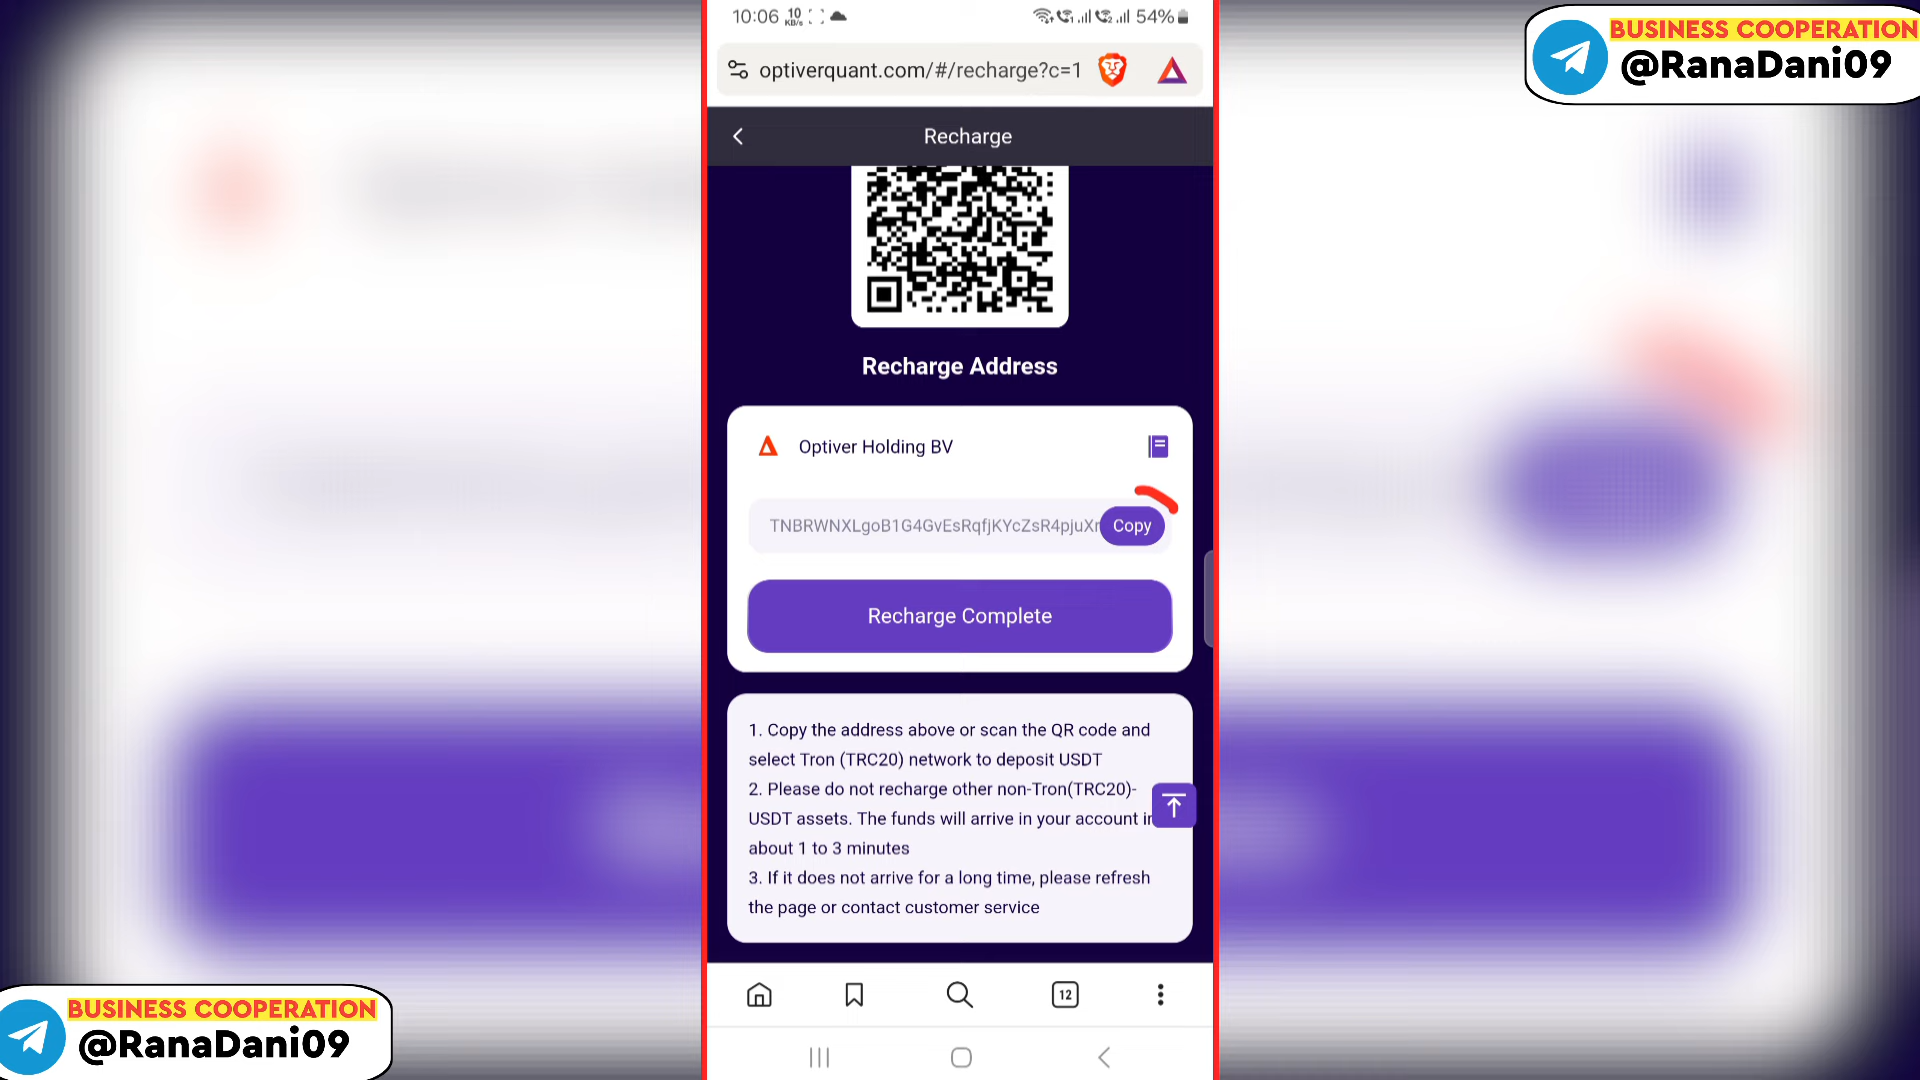 10:06 10 KB/s 54%
BUSINESS COOPERATION
@RanaDani09
optiverquant.com/#/recharge?c=1
Recharge
Recharge Address
Optiver Holding BV
TNBRWNXLgoB1G4GvEsRqfjKYcZsR4pjuXr Copy
Recharge Complete
1. Copy the address above or scan the QR code and
select Tron (TRC20) network to deposit USDT
2. Please do not recharge other non-Tron(TRC20)-
USDT assets. The funds will arrive in your account in
about 1 to 3 minutes
3. If it does not arrive for a long time, please refresh
the page or contact customer service
12
BUSINESS COOPERATION
@RanaDani09